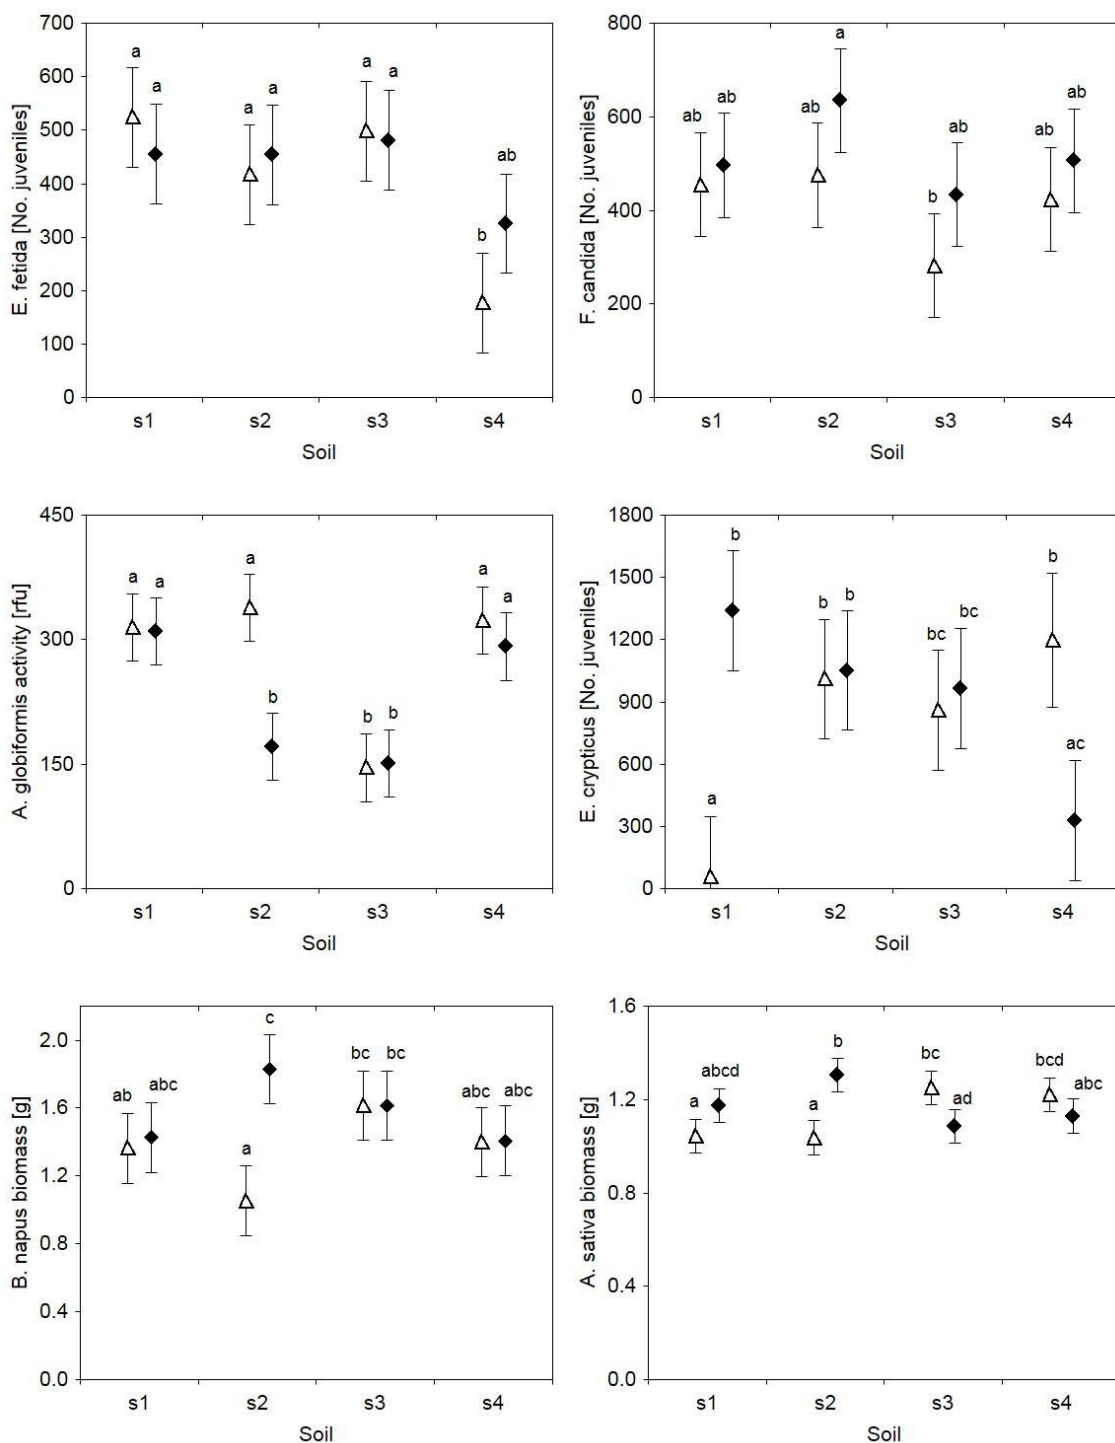 E. fetida [No. juveniles]
700
600
500
400
300
200
100
0
a a a a a a b ab
s1 s2 s3 s4
Soil
F. candida [No. juveniles]
800
600
400
200
0
ab ab ab a b ab ab ab
s1 s2 s3 s4
Soil
A. globiformis activity [rfu]
450
300
150
0
a a a b b b a a
s1 s2 s3 s4
Soil
E. crypticus [No. juveniles]
1800
1500
1200
900
600
300
0
a b b b bc bc b ac
s1 s2 s3 s4
Soil
B. napus biomass [g]
2.0
1.6
1.2
0.8
0.4
0.0
ab abc a c bc bc abc abc
s1 s2 s3 s4
Soil
A. sativa biomass [g]
1.6
1.2
0.8
0.4
0.0
a abcd a b bc ad bcd abc
s1 s2 s3 s4
Soil